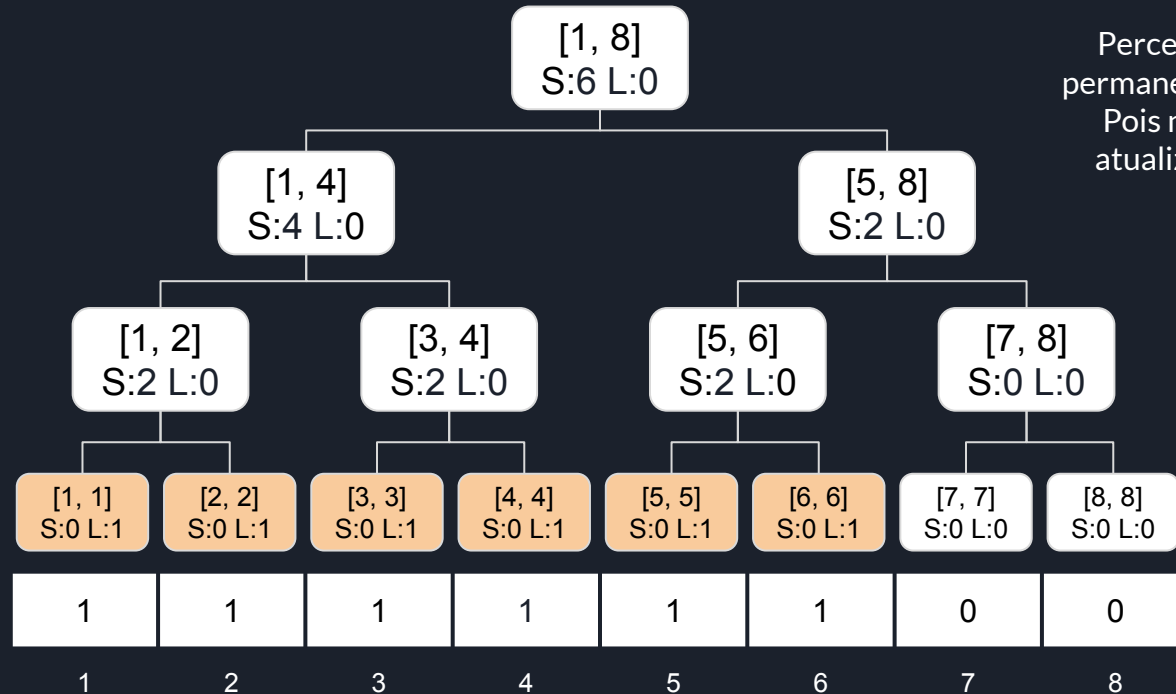 [1, 8]
S:6 L:0
permane
Pois
atualiz
[1, 4]
S:4 L:0
[5, 8]
S:2 L:0
[1, 2]
S:2 L:0
[3, 4]
S:2 L:0
[5, 6]
S:2 L:0
[7, 8]
S:0 L:0
[1, 1]
S:0 L:1
[2, 2]
S:0 L:1
[3, 3]
S:0 L:1
[4, 4]
S:0 L:1
[5, 5]
S:0 L:1
[6, 6]
S:0 L:1
[7, 7]
S:0 L:0
[8, 8]
S:0 L:0
1 1 1 1 1 1 0 0
1 2 3 4 5 6 7 8